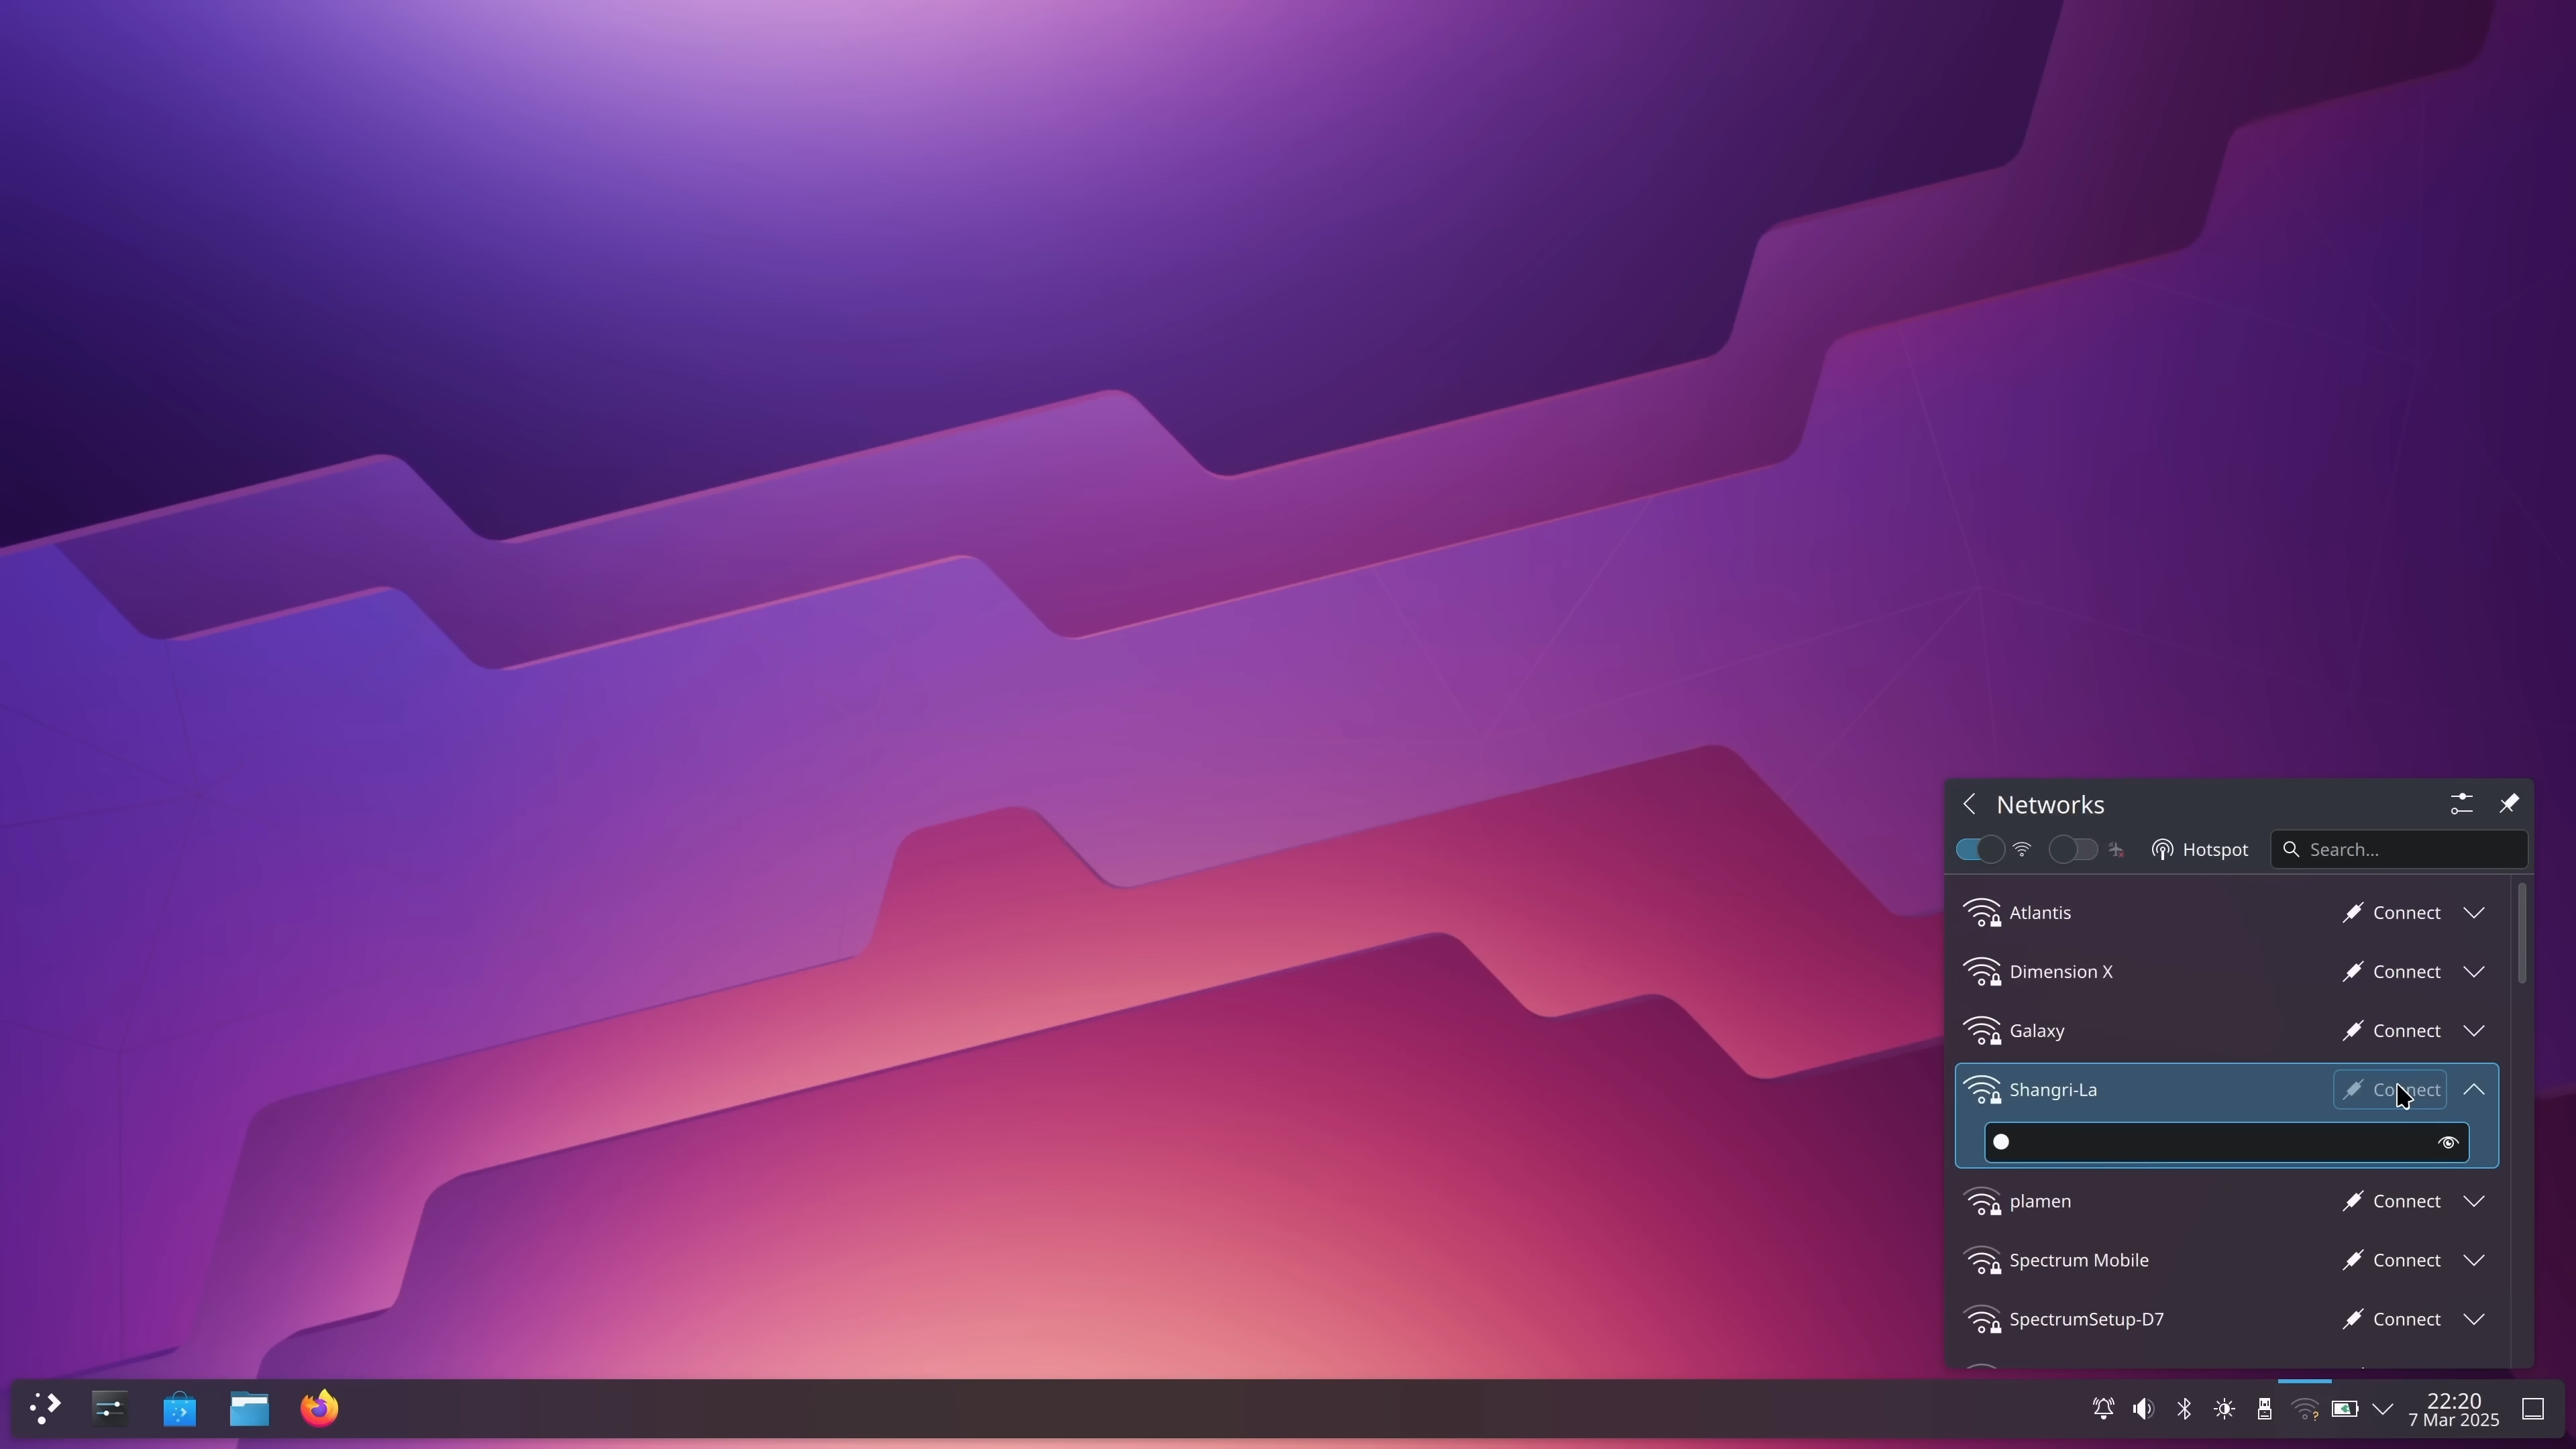 Networks
Hotspot
Search...
Atlantis Connect
Dimension X Connect
Galaxy Connect
Shangri-La Connect
plamen Connect
Spectrum Mobile Connect
SpectrumSetup-D7 Connect
22:20
7 Mar 2025